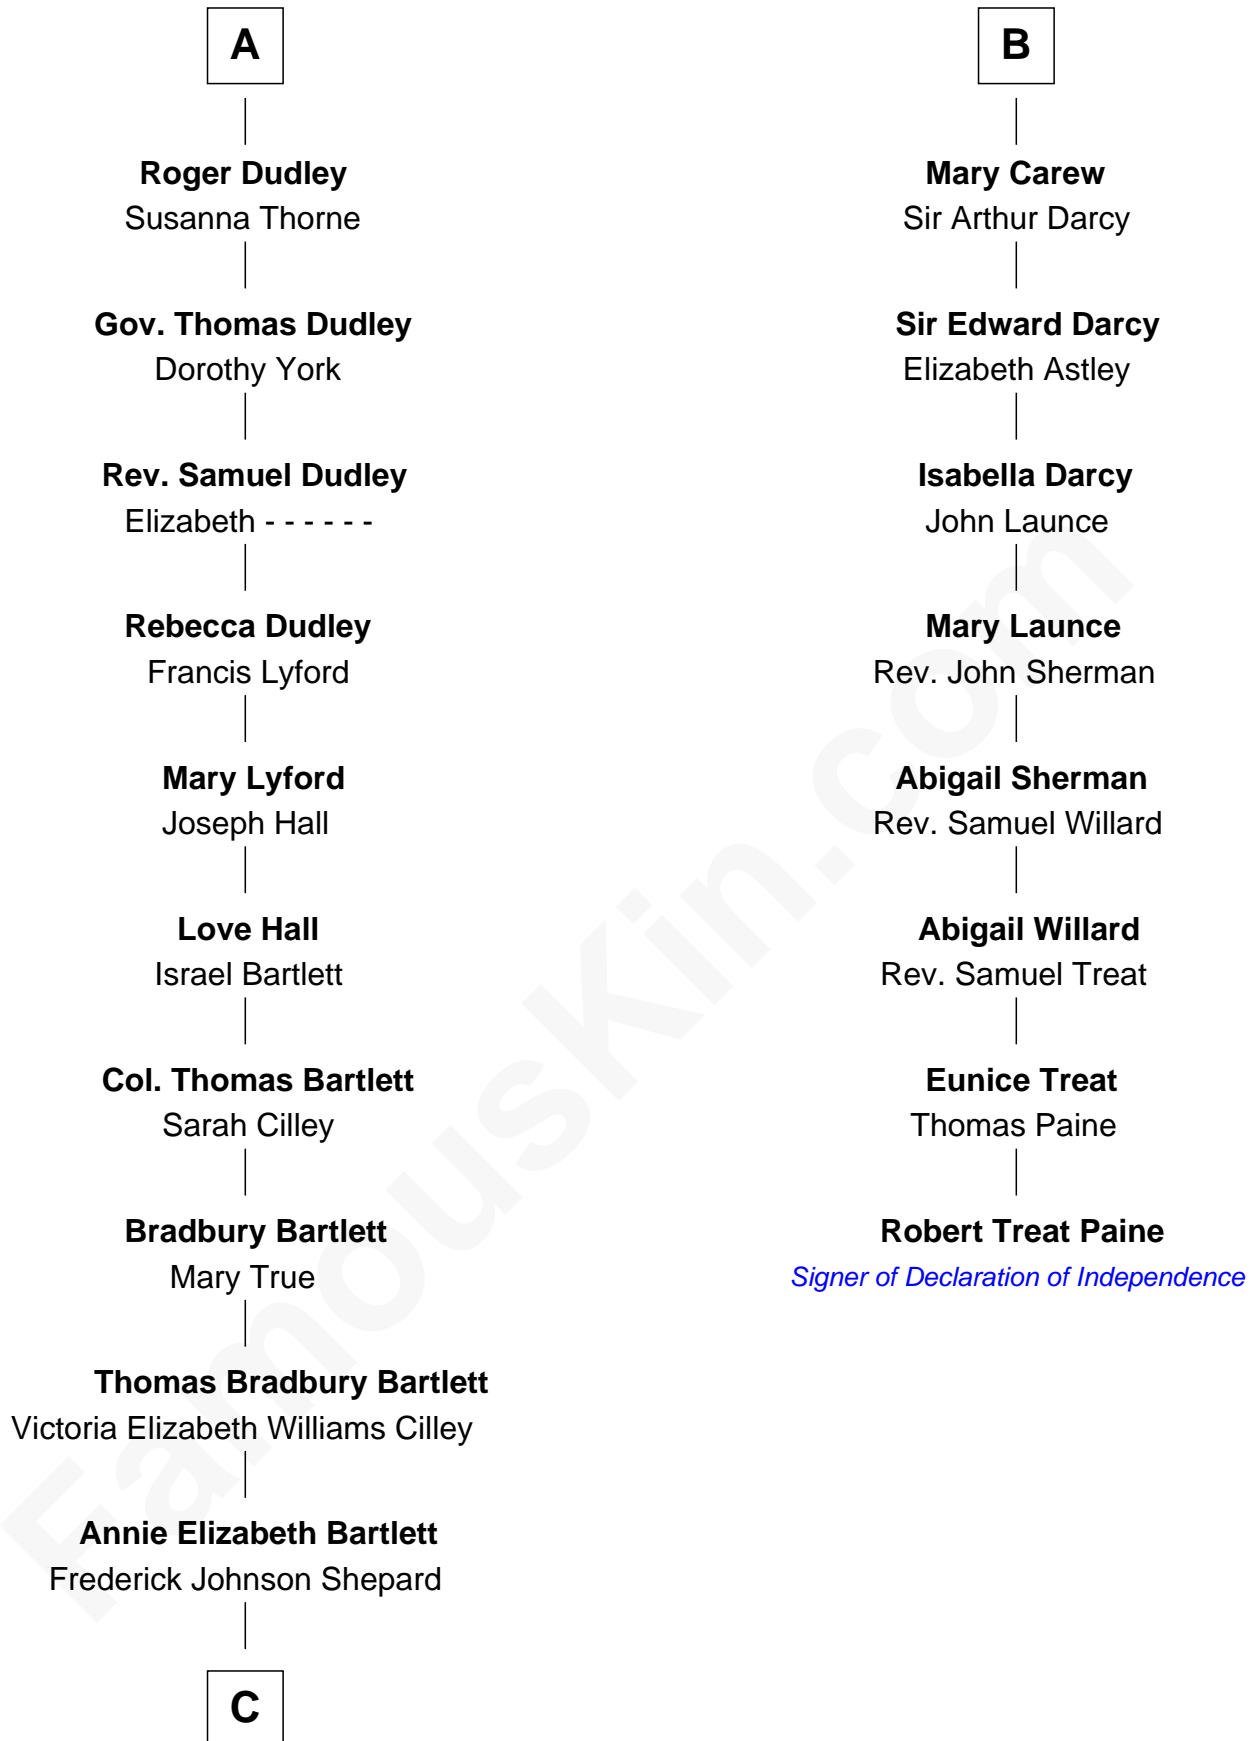 A
Roger Dudley
Susanna Thorne
Gov. Thomas Dudley
Dorothy York
Rev. Samuel Dudley
Elizabeth - - - - - -
Rebecca Dudley
Francis Lyford
Mary Lyford
Joseph Hall
Love Hall
Israel Bartlett
Col. Thomas Bartlett
Sarah Cilley
Bradbury Bartlett
Mary True
Thomas Bradbury Bartlett
Victoria Elizabeth Williams Cilley
Annie Elizabeth Bartlett
Frederick Johnson Shepard
C
B
Mary Carew
Sir Arthur Darcy
Sir Edward Darcy
Elizabeth Astley
Isabella Darcy
John Launce
Mary Launce
Rev. John Sherman
Abigail Sherman
Rev. Samuel Willard
Abigail Willard
Rev. Samuel Treat
Eunice Treat
Thomas Paine
Robert Treat Paine
Signer of Declaration of Independence
FamousKin.com